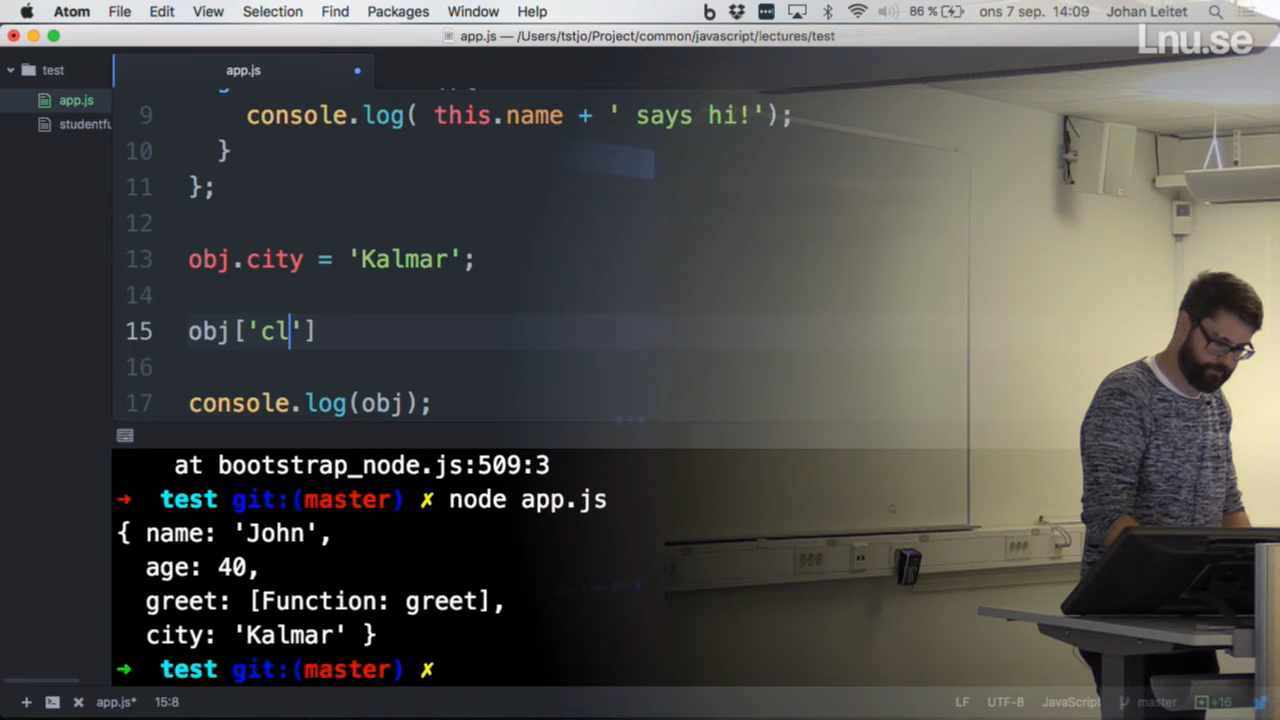 Atom File Edit View Selection Find Packages Window Help 86 % ons 7 sep. 14:09 Johan Leitet
app.js — /Users/tstjo/Project/common/javascript/lectures/test
Lnu.se
test
app.js
app.js
studentfu
9 console.log( this.name + ' says hi!');
10 }
11 };
12
13 obj.city = 'Kalmar';
14
15 obj['cl']
16
17 console.log(obj);
at bootstrap_node.js:509:3
➜ test git:(master) ✗ node app.js
{ name: 'John',
age: 40,
greet: [Function: greet],
city: 'Kalmar' }
➜ test git:(master) ✗
app.js* 15:8 LF UTF-8 JavaScript master +16